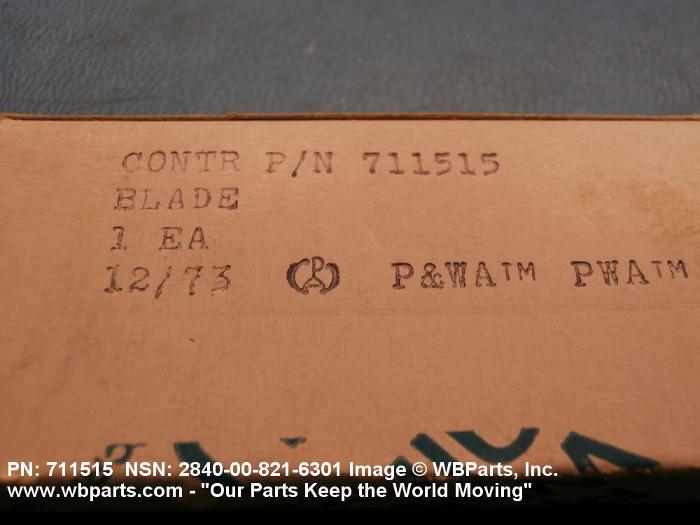 CONTR P/N 711515
BLADE
1 EA
12/73 P&WA™ PWA™
PN: 711515 NSN: 2840-00-821-6301 Image © WBParts, Inc.
www.wbparts.com - "Our Parts Keep the World Moving"